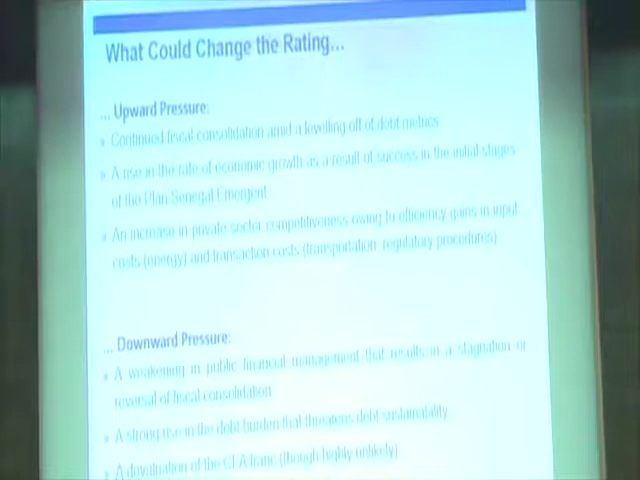 What Could Change the Rating...
... Upward Pressure:
» Continued fiscal consolidation amid a levelling off of debt metrics
» A rise in the rate of economic growth as a result of success in the initial stages
of the Plan Senegal Emergent
» An increase in private sector competitiveness owing to efficiency gains in input
costs (energy) and transaction costs (transportation, regulatory procedures)
... Downward Pressure:
» A weakening in public financial management that results in a stagnation or
reversal of fiscal consolidation
» A strong rise in the debt burden that threatens debt sustainability
» A devaluation of the CFA franc (though highly unlikely)